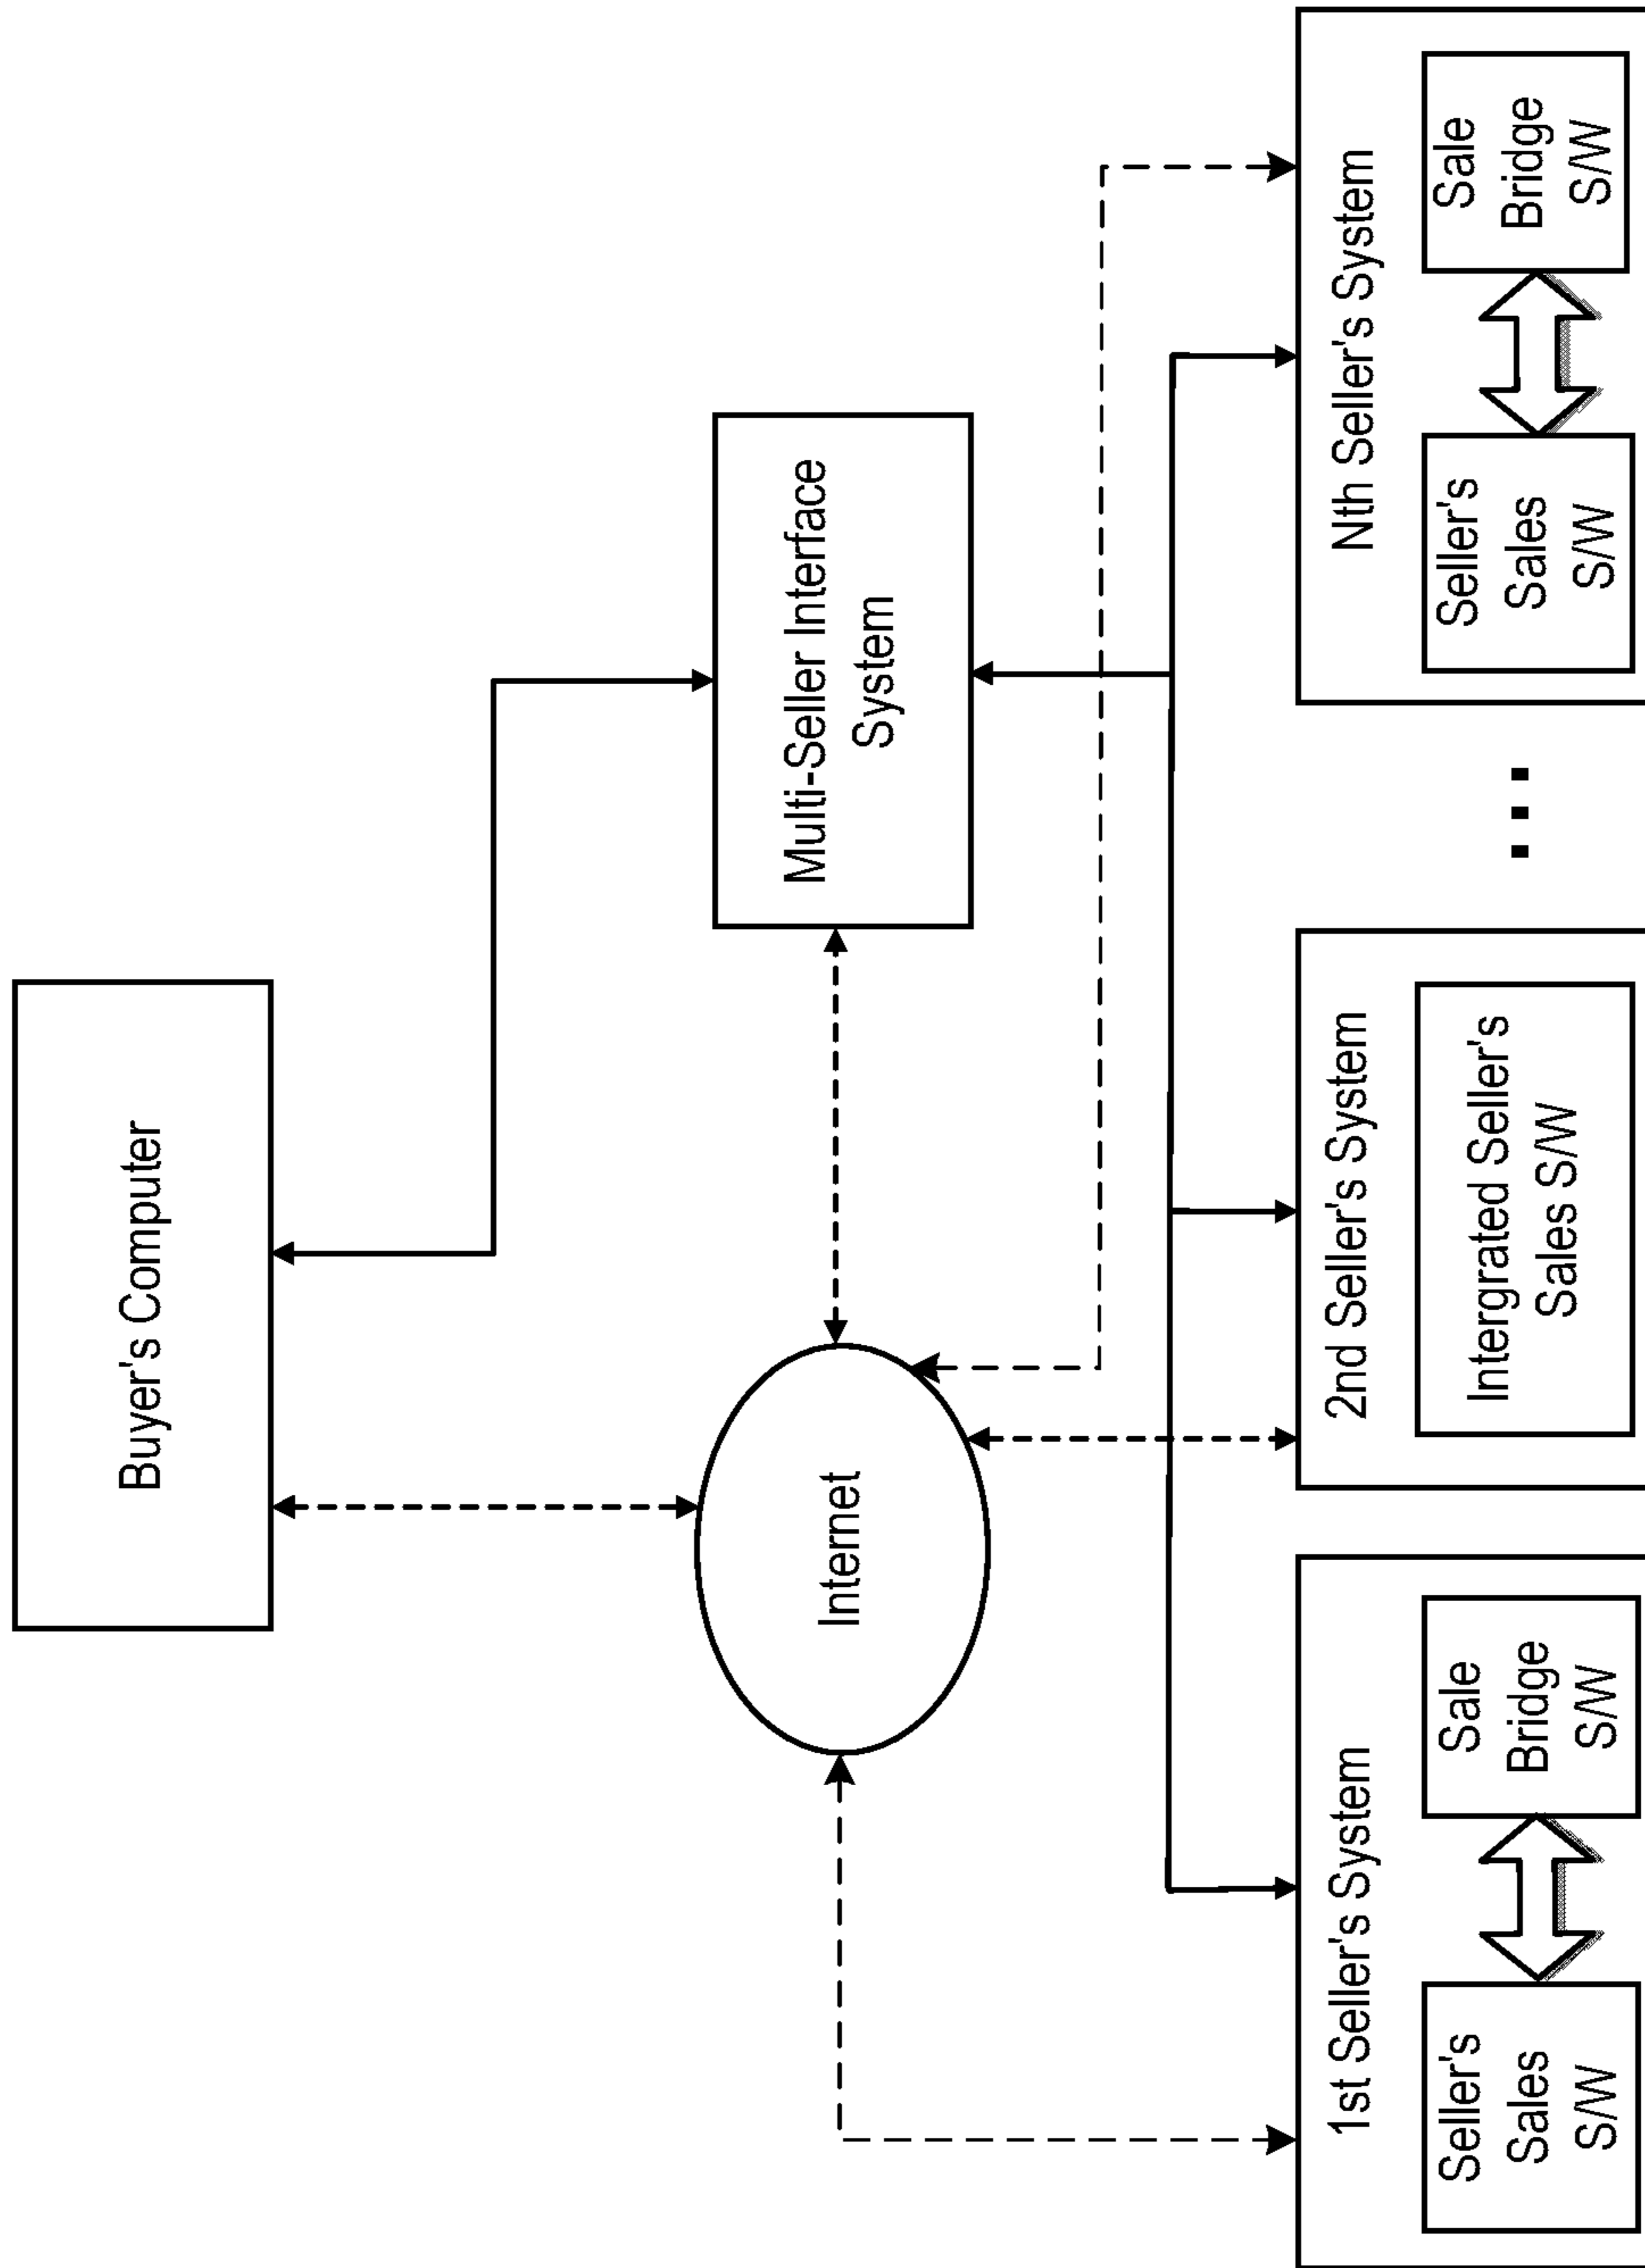 Buyer's Computer
Internet
Multi-Seller Interface
System
1st Seller's System
Seller's
Sales
S/W
Sale
Bridge
S/W
2nd Seller's System
Intergrated Seller's
Sales S/W
...
Nth Seller's System
Seller's
Sales
S/W
Sale
Bridge
S/W